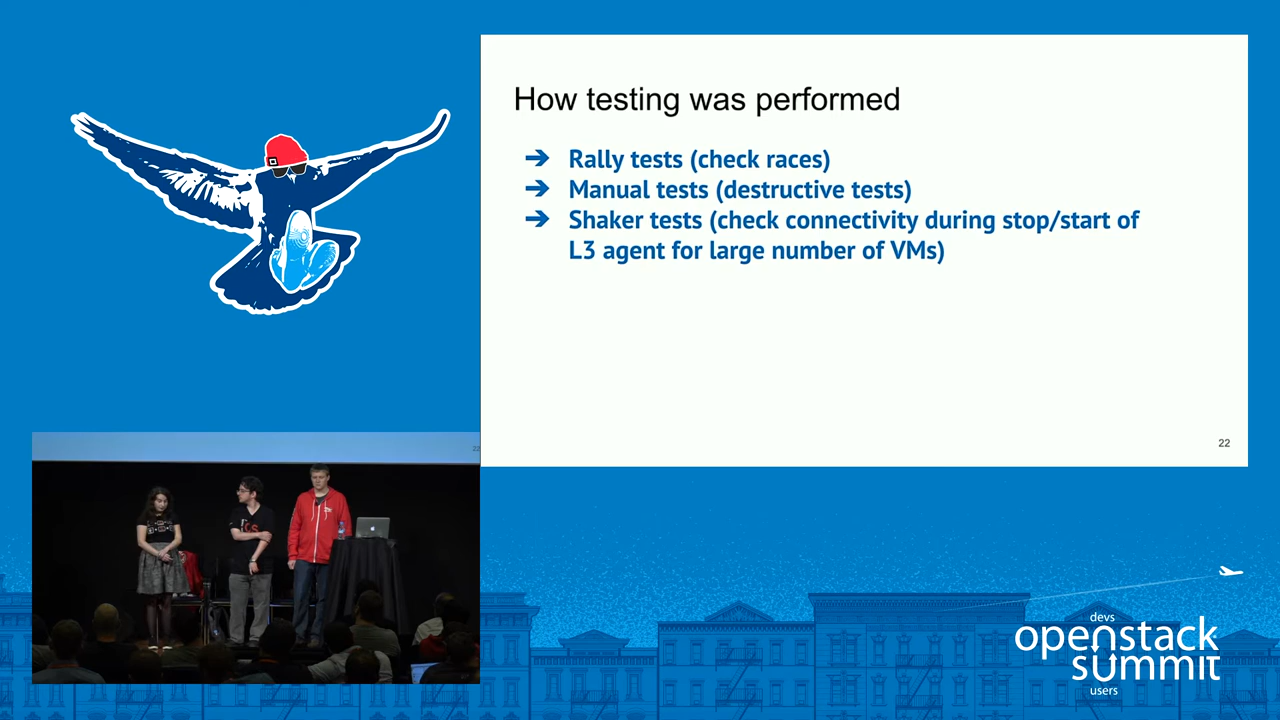 How testing was performed
➔ Rally tests (check races)
➔ Manual tests (destructive tests)
➔ Shaker tests (check connectivity during stop/start of
L3 agent for large number of VMs)
22
devs
openstack
summit
users